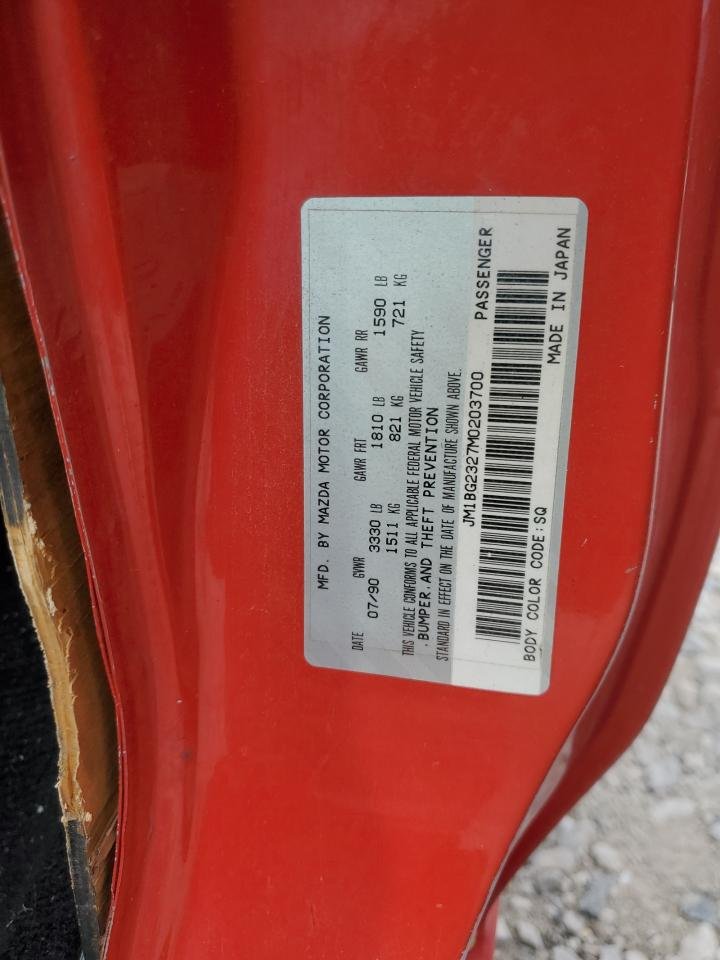 MFD. BY MAZDA MOTOR CORPORATION
DATE GVWR GAWR FRT GAWR RR
07/90 3330 LB 1810 LB 1590 LB
1511 KG 821 KG 721 KG
THIS VEHICLE CONFORMS TO ALL APPLICABLE FEDERAL MOTOR VEHICLE SAFETY
, BUMPER, AND THEFT PREVENTION
STANDARD IN EFFECT ON THE DATE OF MANUFACTURE SHOWN ABOVE.
JM1BG2327M0203700 PASSENGER
BODY COLOR CODE:SQ MADE IN JAPAN